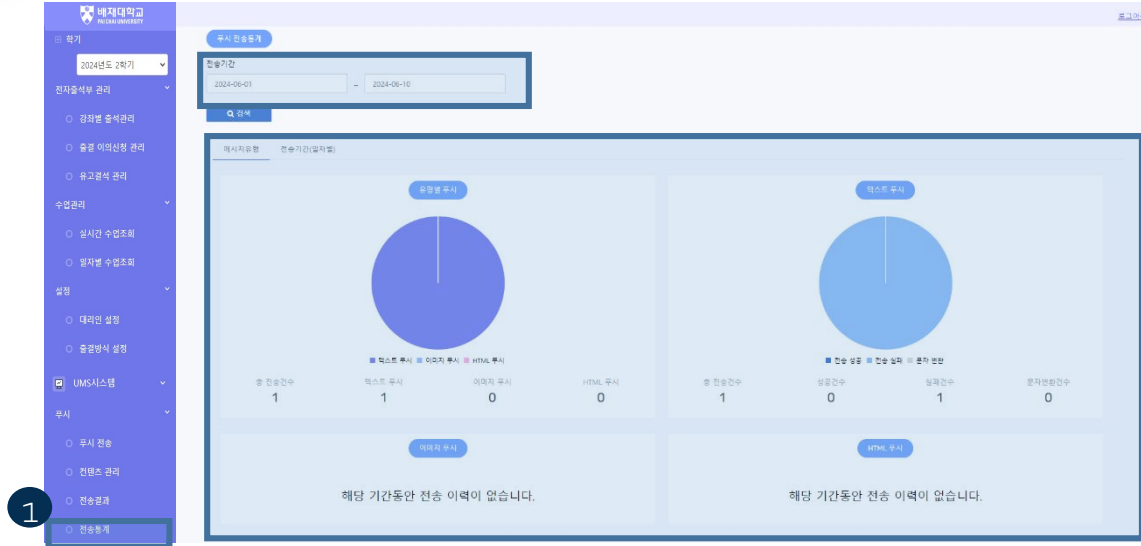 배재대학교
PAI CHAI UNIVERSITY
로그아
학기
2024년도 2학기
전자출석부 관리
강좌별 출석관리
출결 이의신청 관리
유고결석 관리
수업관리
실시간 수업조회
일자별 수업조회
설정
대리인 설정
출결방식 설정
UMS시스템
푸시
푸시 전송
컨텐츠 관리
전송결과
전송통계
1
푸시 전송통계
전송기간
2024-06-01 - 2024-06-10
검색
메시지유형 전송기간(일자별)
유형별 푸시
텍스트 푸시 이미지 푸시 HTML 푸시
총 전송건수 텍스트 푸시 이미지 푸시 HTML 푸시
1 1 0 0
텍스트 푸시
전송 성공 전송 실패 문자 변환
총 전송건수 성공건수 실패건수 문자변환건수
1 0 1 0
이미지 푸시
해당 기간동안 전송 이력이 없습니다.
HTML 푸시
해당 기간동안 전송 이력이 없습니다.